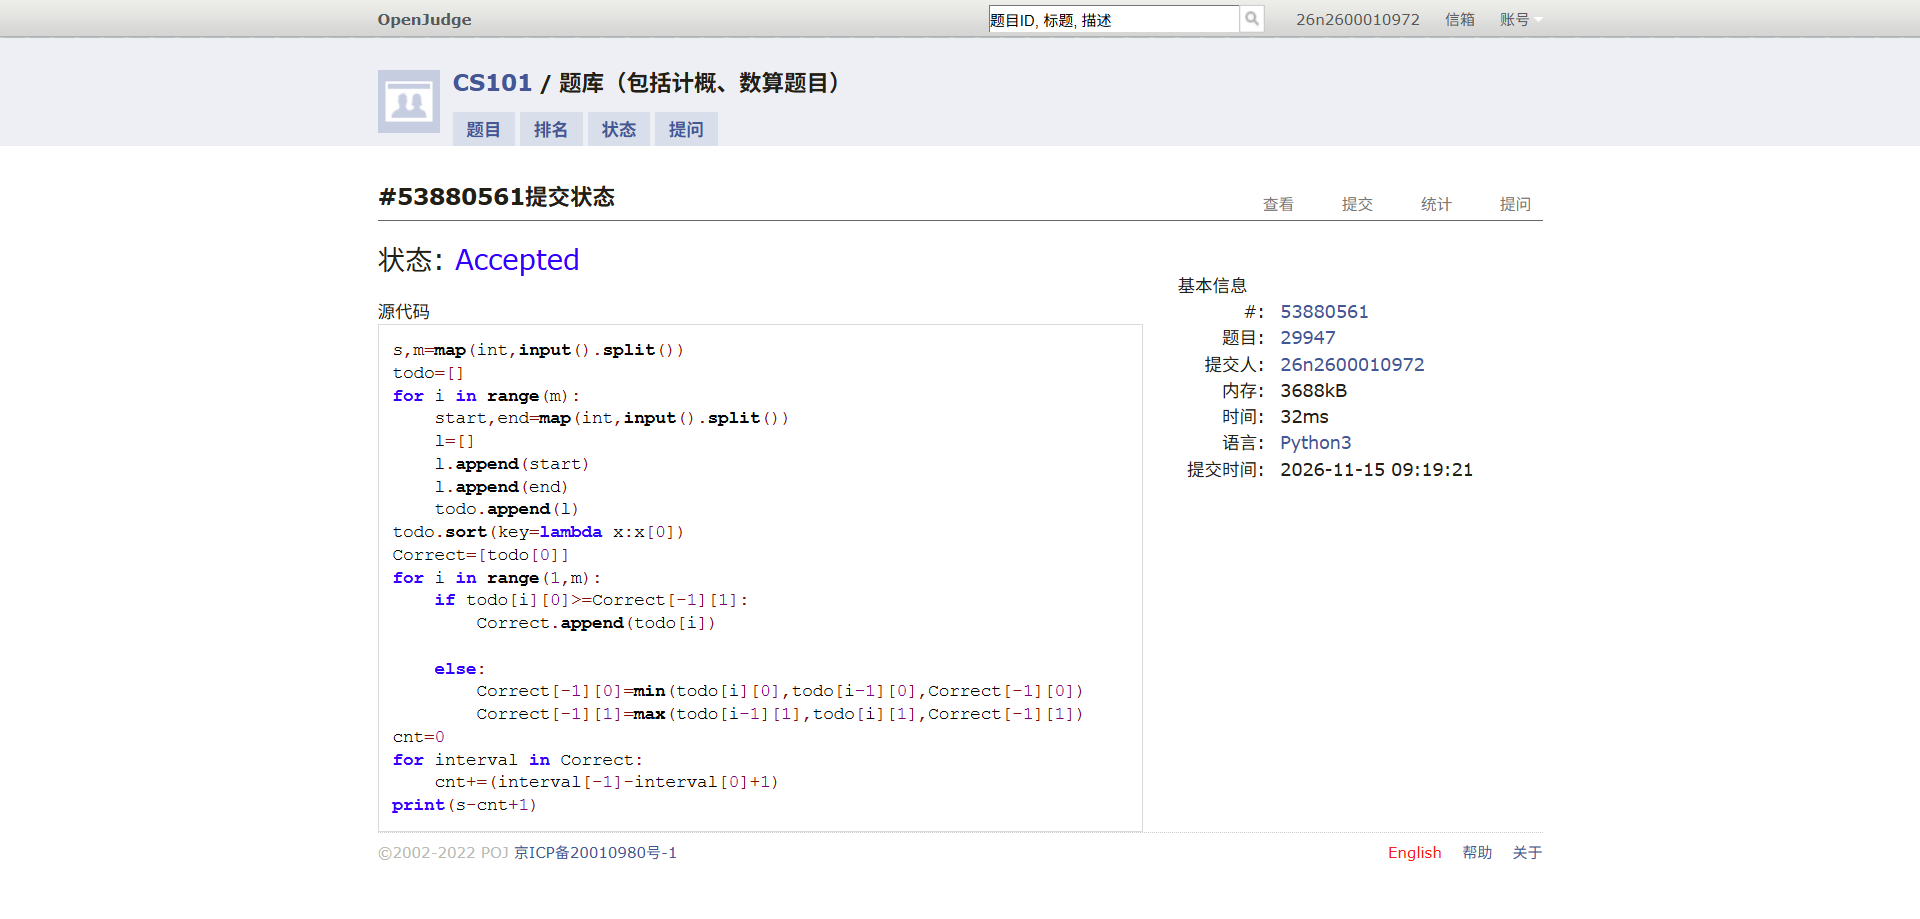 OpenJudge
题目ID, 标题, 描述
26n2600010972 信箱 账号
CS101 / 题库（包括计概、数算题目）
题目 排名 状态 提问
#53880561提交状态
查看 提交 统计 提问
状态: Accepted
源代码
s,m=map(int,input().split())
todo=[]
for i in range(m):
    start,end=map(int,input().split())
    l=[]
    l.append(start)
    l.append(end)
    todo.append(l)
todo.sort(key=lambda x:x[0])
Correct=[todo[0]]
for i in range(1,m):
    if todo[i][0]>=Correct[-1][1]:
        Correct.append(todo[i])
    else:
        Correct[-1][0]=min(todo[i][0],todo[i-1][0],Correct[-1][0])
        Correct[-1][1]=max(todo[i-1][1],todo[i][1],Correct[-1][1])
cnt=0
for interval in Correct:
    cnt+=(interval[-1]-interval[0]+1)
print(s-cnt+1)
基本信息
#: 53880561
题目: 29947
提交人: 26n2600010972
内存: 3688kB
时间: 32ms
语言: Python3
提交时间: 2026-11-15 09:19:21
©2002-2022 POJ 京ICP备20010980号-1
English 帮助 关于